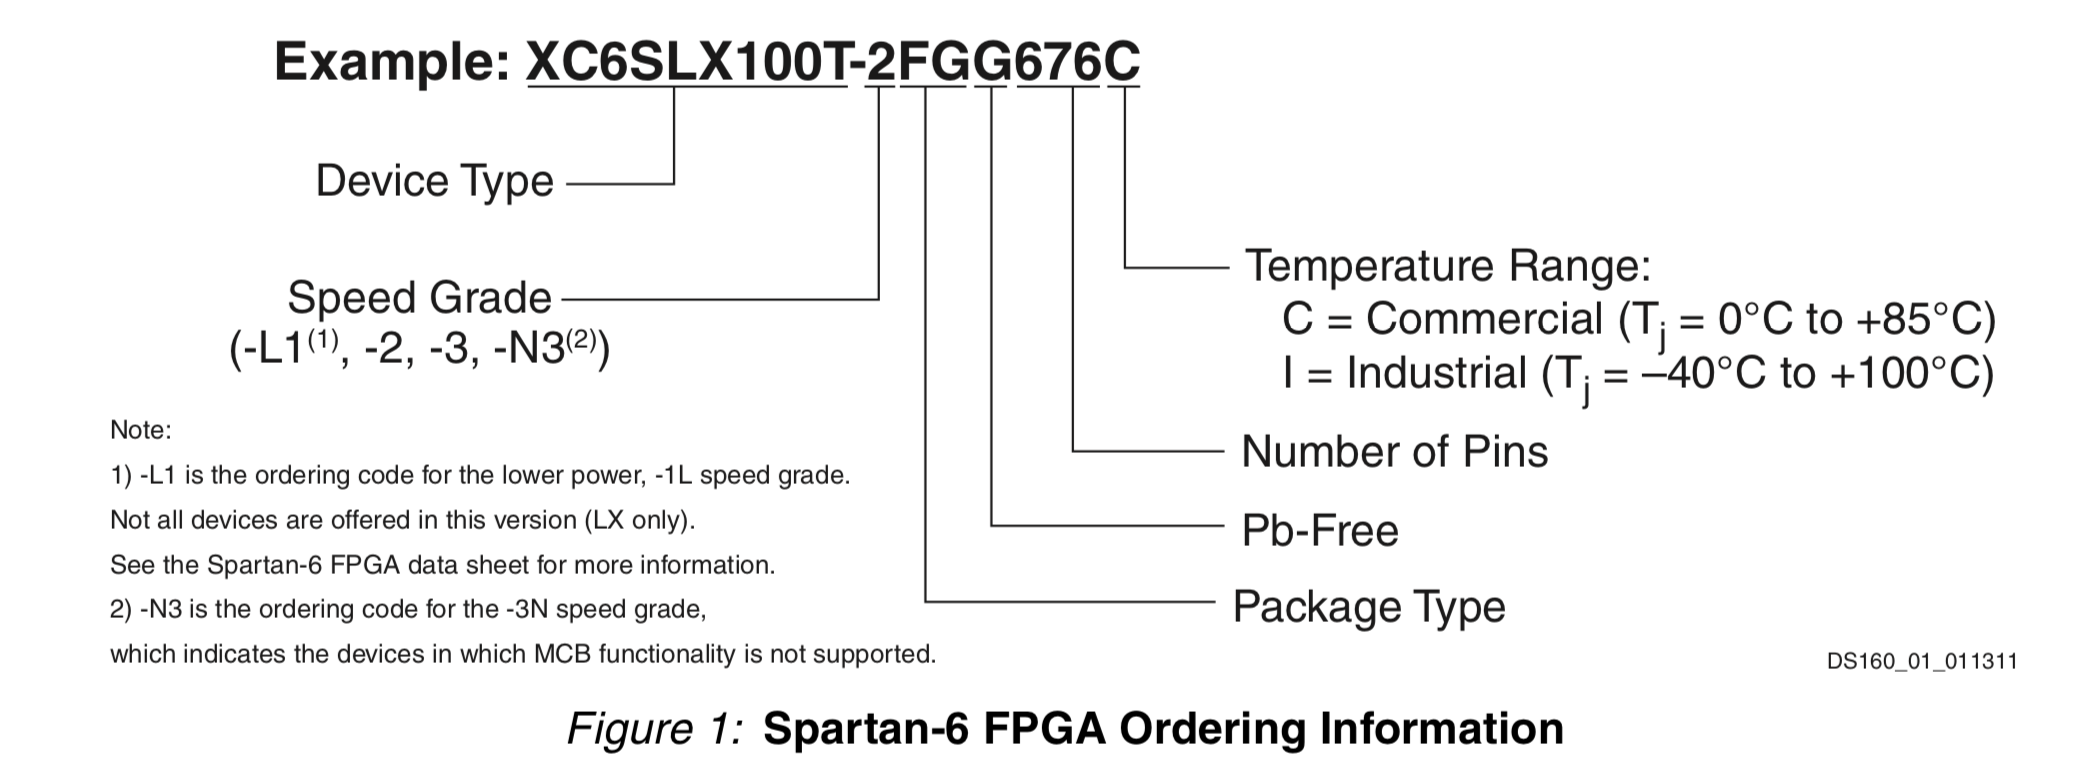 Example: XC6SLX100T-2FGG676C
Device Type
Speed Grade
(-L1(1), -2, -3, -N3(2))
Temperature Range:
C = Commercial (Tj = 0°C to +85°C)
I = Industrial (Tj = –40°C to +100°C)
Number of Pins
Pb-Free
Package Type
Note:
1) -L1 is the ordering code for the lower power, -1L speed grade.
Not all devices are offered in this version (LX only).
See the Spartan-6 FPGA data sheet for more information.
2) -N3 is the ordering code for the -3N speed grade,
which indicates the devices in which MCB functionality is not supported.
DS160_01_011311
Figure 1: Spartan-6 FPGA Ordering Information